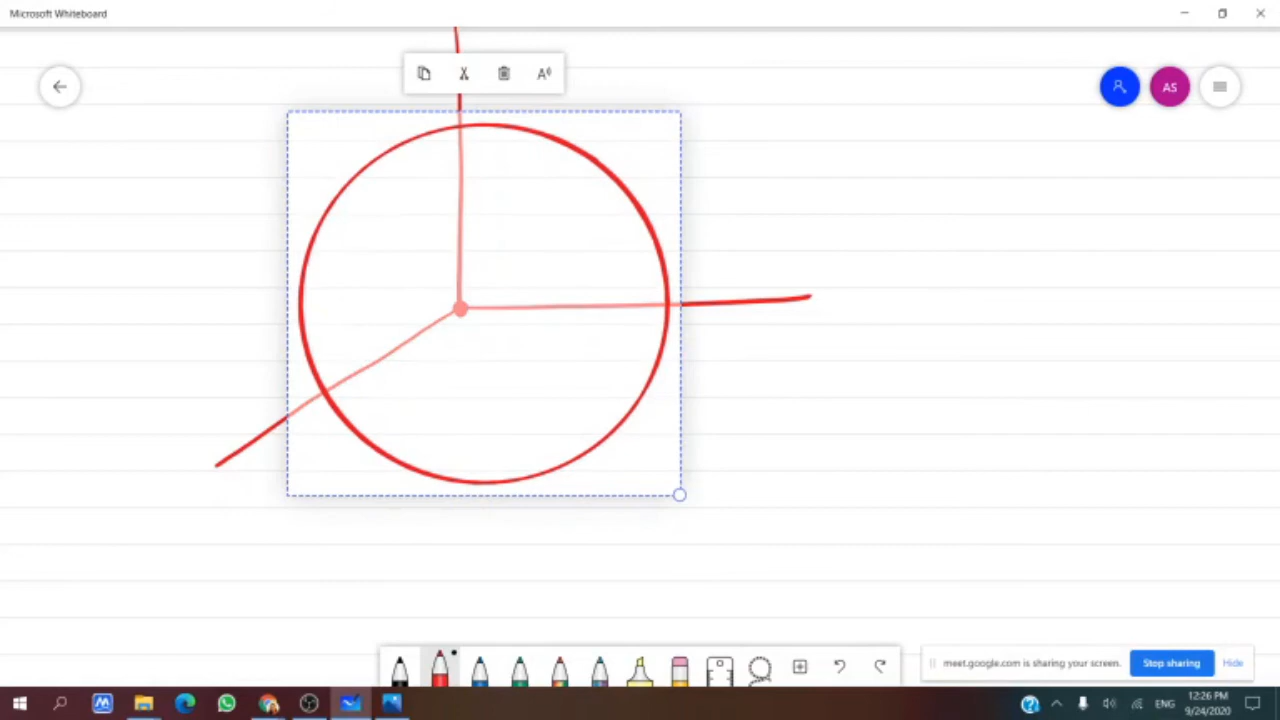 Microsoft Whiteboard
AS
meet.google.com is sharing your screen.
Stop sharing
Hide
ENG
12:26 PM
9/24/2020